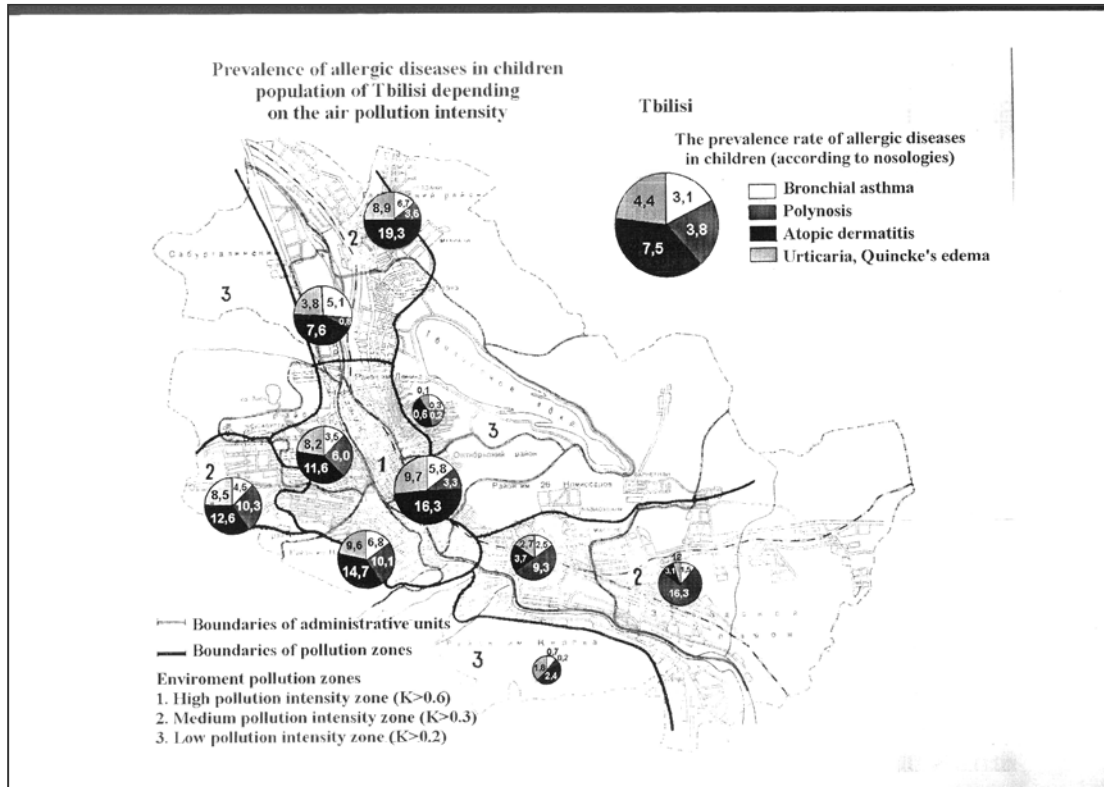 Prevalence of allergic diseases in children
population of Tbilisi depending
on the air pollution intensity
Tbilisi
The prevalence rate of allergic diseases
in children (according to nosologies)
4,4
3,1
3,8
7,5
Bronchial asthma
Polynosis
Atopic dermatitis
Urticaria, Quincke's edema
8,9
6,7
3,6
19,3
2
3
3,8
5,1
0,8
7,6
0,1
0,3
0,6
0,2
3
8,2
3,5
6,0
11,6
1
9,7
5,8
3,3
16,3
2
8,5
4,5
10,3
12,6
9,6
6,8
10,1
14,7
2,7
2,5
3,7
9,3
2
3,1
16,3
3
0,7
0,2
1,8
2,4
Октябрьский район
Boundaries of administrative units
Boundaries of pollution zones
Enviroment pollution zones
1. High pollution intensity zone (K>0.6)
2. Medium pollution intensity zone (K>0.3)
3. Low pollution intensity zone (K>0.2)